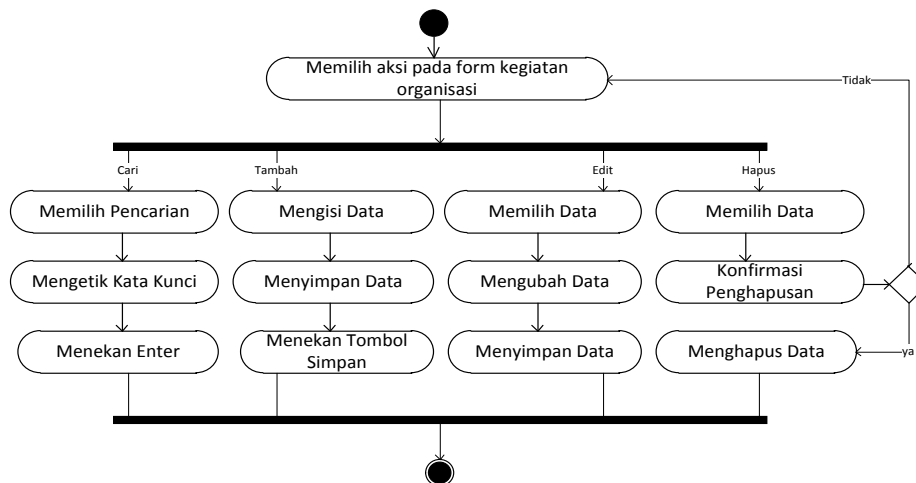 Memilih aksi pada form kegiatan
organisasi
Tidak
Cari
Tambah
Edit
Hapus
Memilih Pencarian
Mengisi Data
Memilih Data
Memilih Data
Mengetik Kata Kunci
Menyimpan Data
Mengubah Data
Konfirmasi
Penghapusan
Menekan Enter
Menekan Tombol
Simpan
Menyimpan Data
Menghapus Data
ya